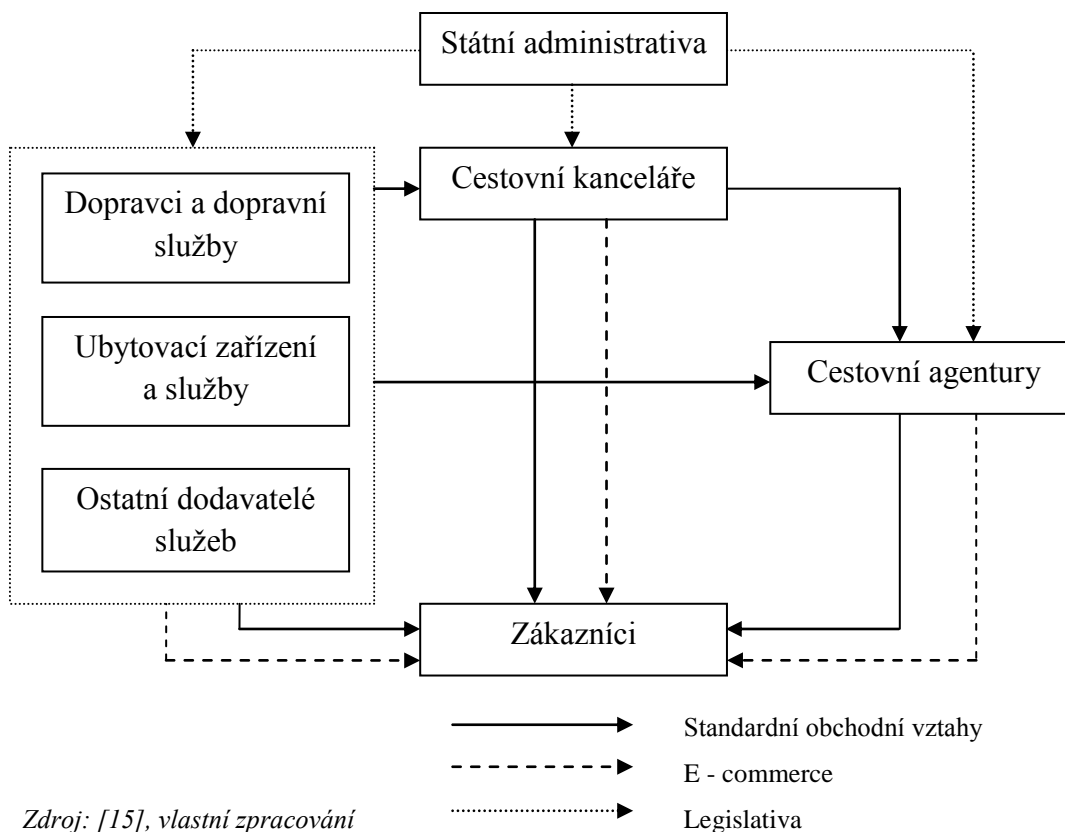 Státní administrativa
Cestovní kanceláře
Dopravci a dopravní
služby
Ubytovací zařízení
a služby
Cestovní agentury
Ostatní dodavatelé
služeb
Zákazníci
Standardní obchodní vztahy
E - commerce
Legislativa
Zdroj: [15], vlastní zpracování